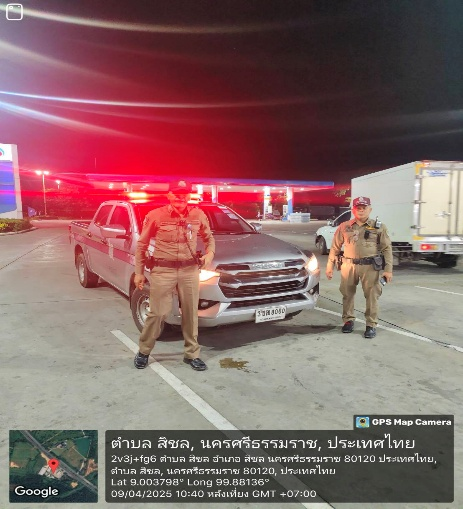 GPS Map Camera
ตำบล สิชล, นครศรีธรรมราช, ประเทศไทย
2v3j+fg6 ตำบล สิชล อำเภอ สิชล นครศรีธรรมราช 80120 ประเทศไทย,
ตำบล สิชล, นครศรีธรรมราช 80120, ประเทศไทย
Lat 9.003798° Long 99.88136°
09/04/2025 10:40 หลังเที่ยง GMT +07:00
Google